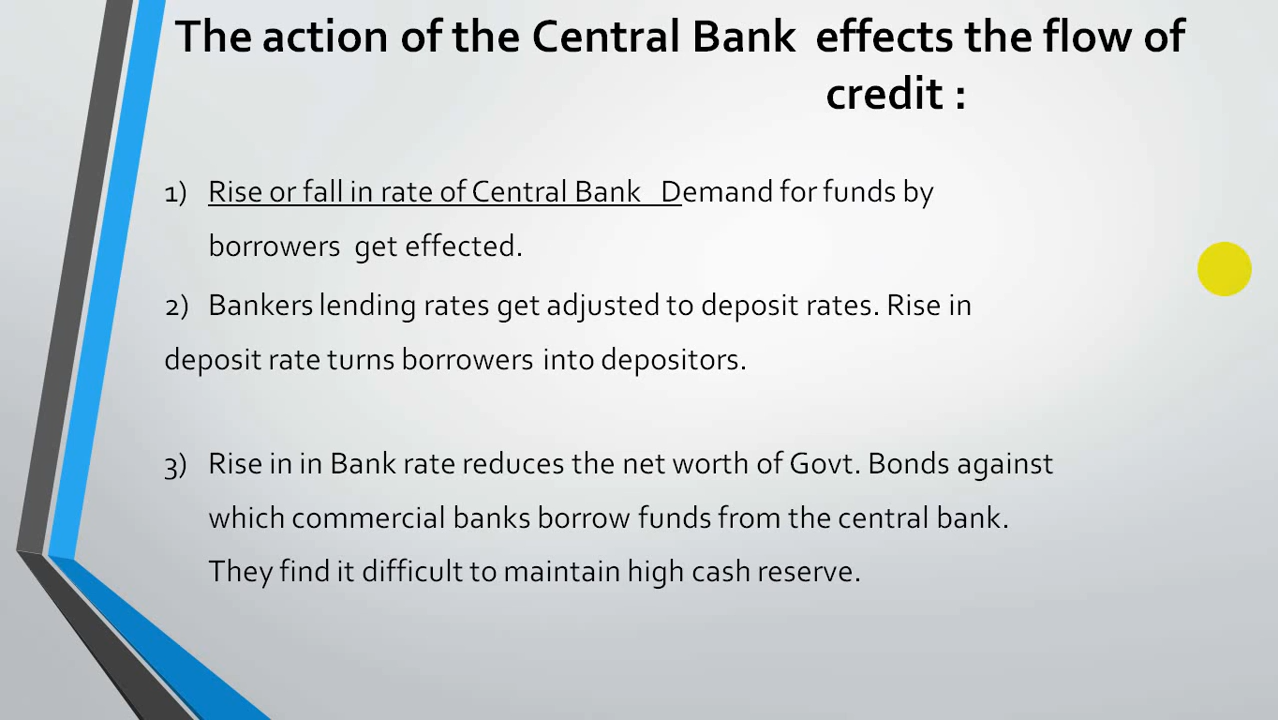 The action of the Central Bank effects the flow of
credit :
1) Rise or fall in rate of Central Bank Demand for funds by
borrowers get effected.
2) Bankers lending rates get adjusted to deposit rates. Rise in
deposit rate turns borrowers into depositors.
3) Rise in in Bank rate reduces the net worth of Govt. Bonds against
which commercial banks borrow funds from the central bank.
They find it difficult to maintain high cash reserve.